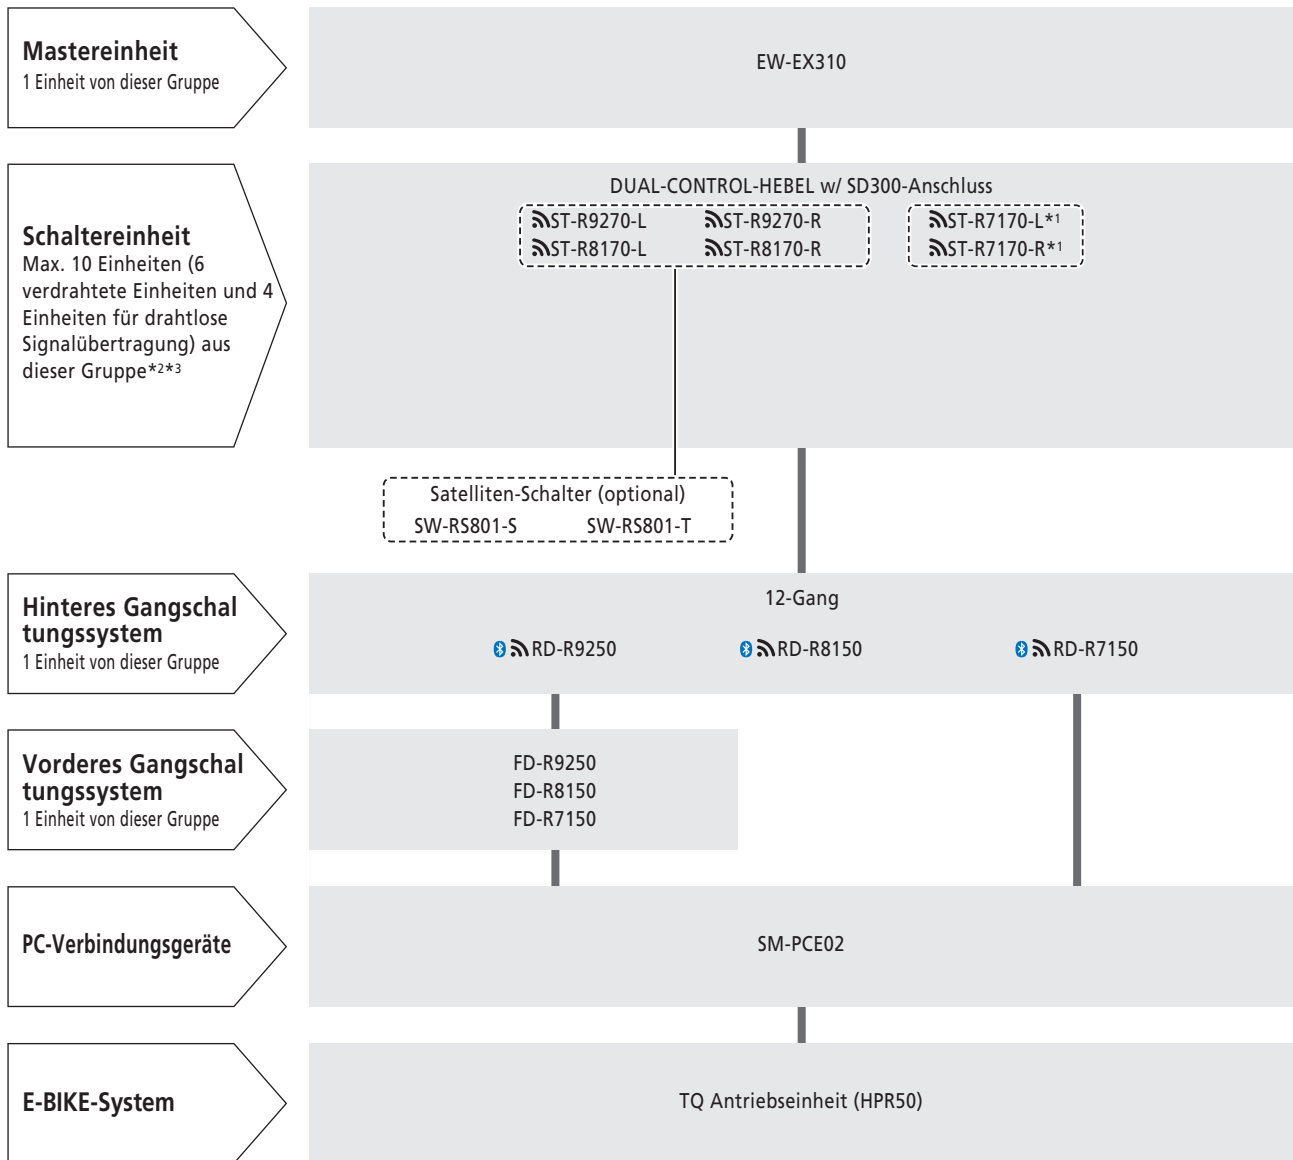 Mastereinheit
1 Einheit von dieser Gruppe
EW-EX310
Schaltereinheit
Max. 10 Einheiten (6
verdrahtete Einheiten und 4
Einheiten für drahtlose
Signalübertragung) aus
dieser Gruppe*2*3
DUAL-CONTROL-HEBEL w/ SD300-Anschluss
ST-R9270-L ST-R9270-R ST-R7170-L*1
ST-R8170-L ST-R8170-R ST-R7170-R*1
Satelliten-Schalter (optional)
SW-RS801-S SW-RS801-T
Hinteres Gangschal
tungssystem
1 Einheit von dieser Gruppe
12-Gang
RD-R9250 RD-R8150 RD-R7150
Vorderes Gangschal
tungssystem
1 Einheit von dieser Gruppe
FD-R9250
FD-R8150
FD-R7150
PC-Verbindungsgeräte
SM-PCE02
E-BIKE-System
TQ Antriebseinheit (HPR50)